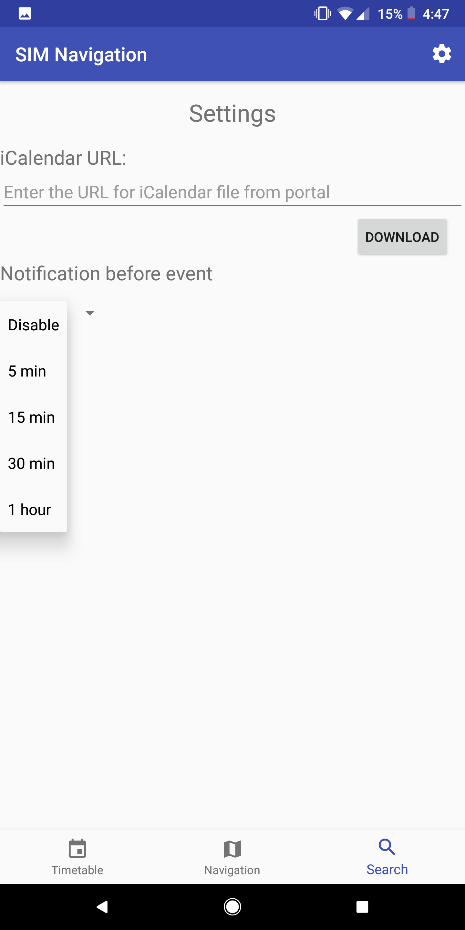 15% 4:47
SIM Navigation
Settings
iCalendar URL:
Enter the URL for iCalendar file from portal
DOWNLOAD
Notification before event
Disable
5 min
15 min
30 min
1 hour
Timetable Navigation Search